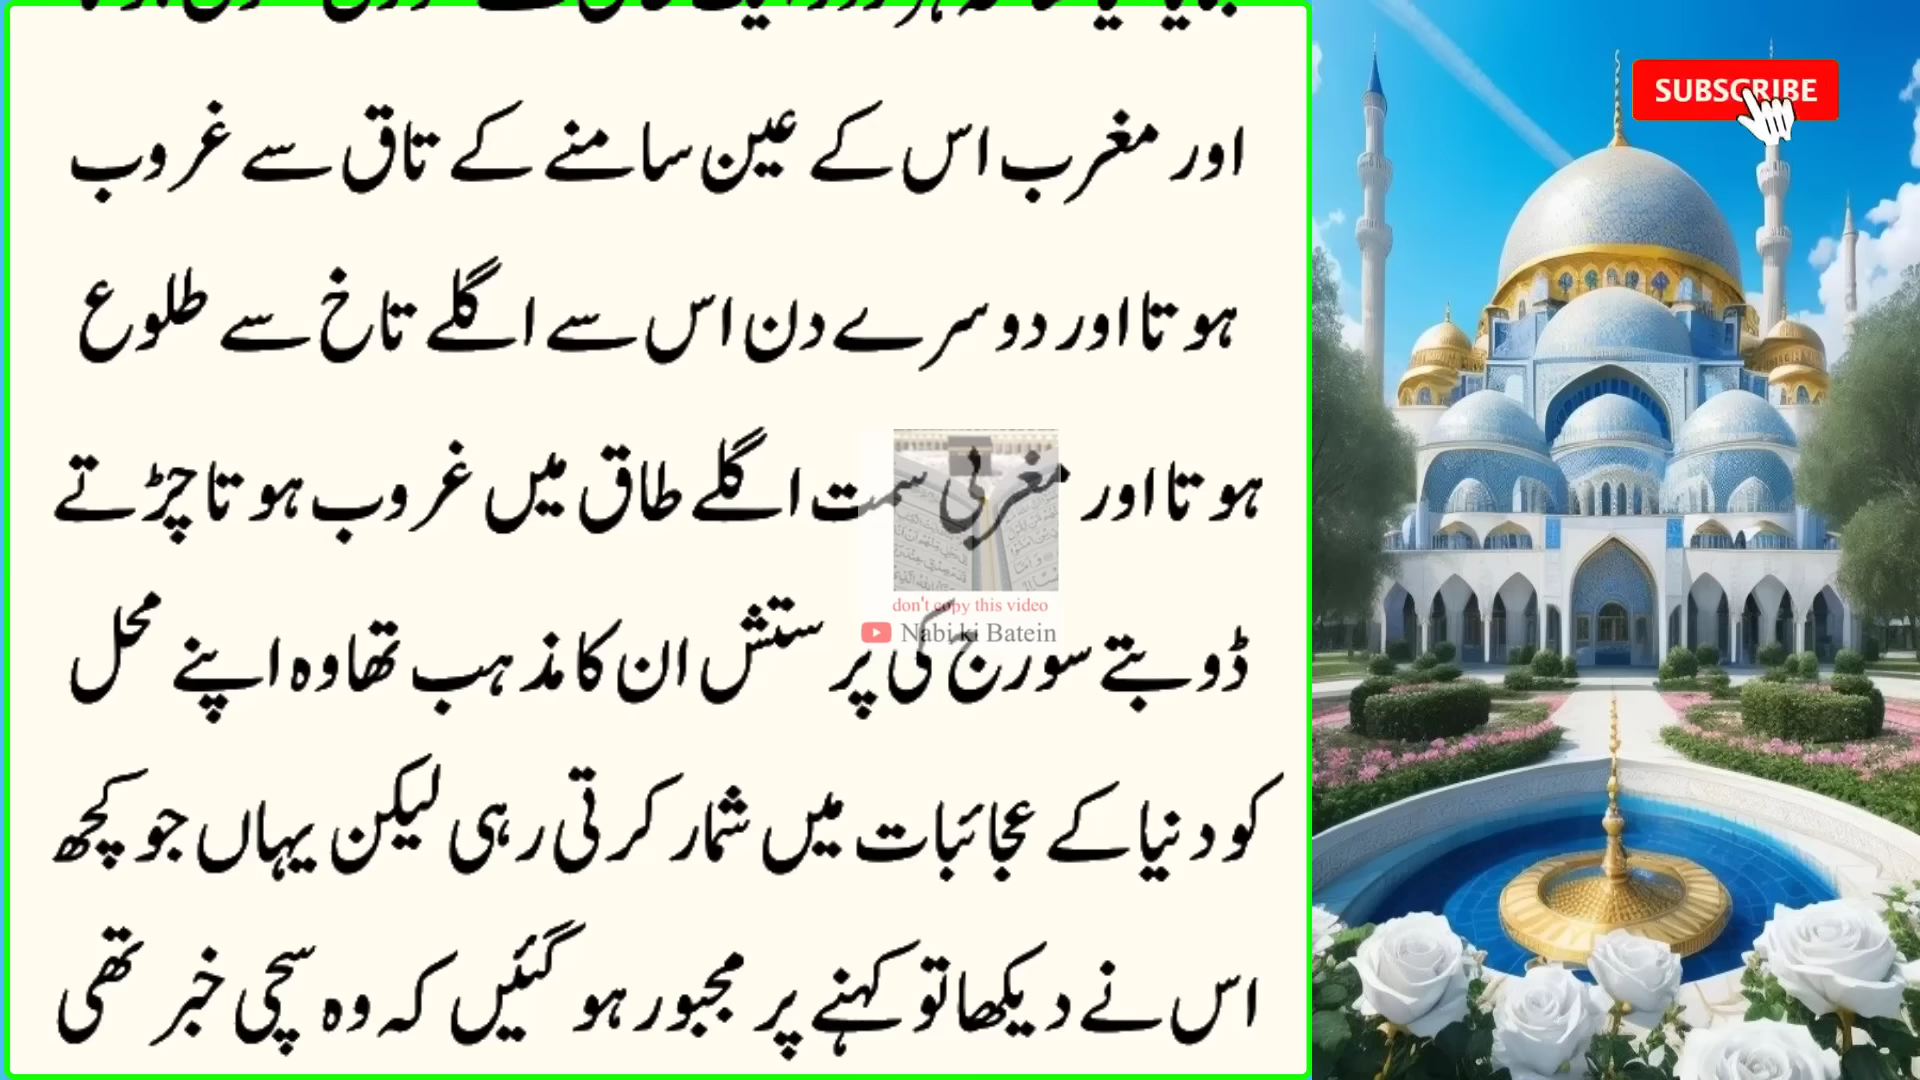 اور مغرب اس کے عین سامنے کے تاق سے غروب
ہوتا اور دوسرے دن اس سے اگلے تاخ سے طلوع
ہوتا اور مغربی سمت اگلے طاق میں غروب ہوتا چڑتے
ڈوبتے سورج کی پرستش ان کا مذہب تھا وہ اپنے محل
کو دنیا کے عجائبات میں شمار کرتی رہی لیکن یہاں جو کچھ
اس نے دیکھا تو کہنے پر مجبور ہو گئیں کہ وہ سچی خبر تھی
don't copy this video
Nabi ki Batein
SUBSCRIBE